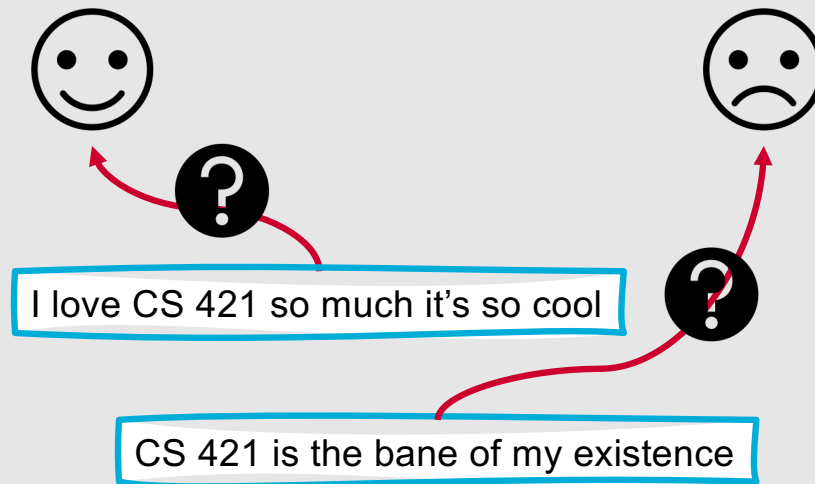 ?
I love CS 421 so much it’s so cool
?
CS 421 is the bane of my existence